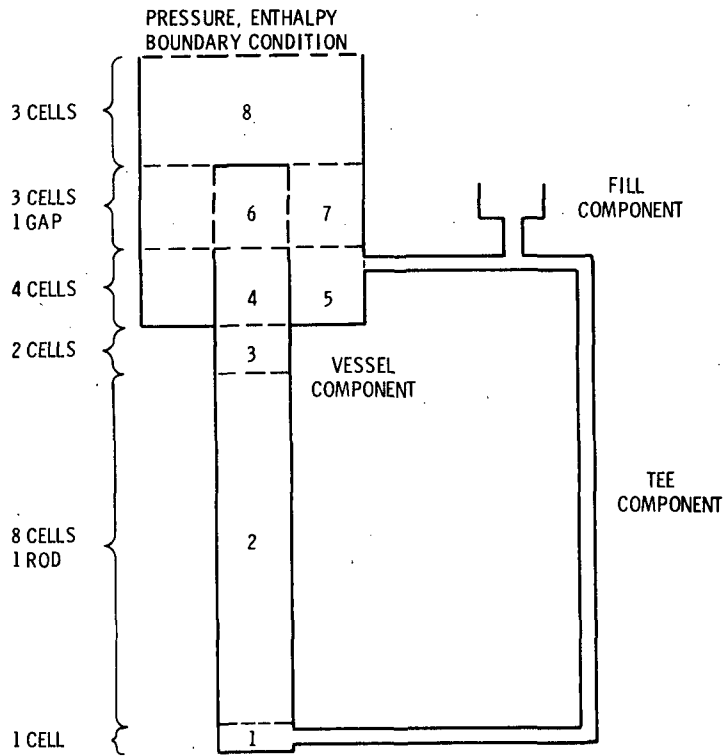 PRESSURE, ENTHALPY
BOUNDARY CONDITION
3 CELLS
8
3 CELLS
1 GAP
6
7
FILL
COMPONENT
4 CELLS
4
5
2 CELLS
3
VESSEL
COMPONENT
TEE
COMPONENT
8 CELLS
1 ROD
2
1 CELL
1